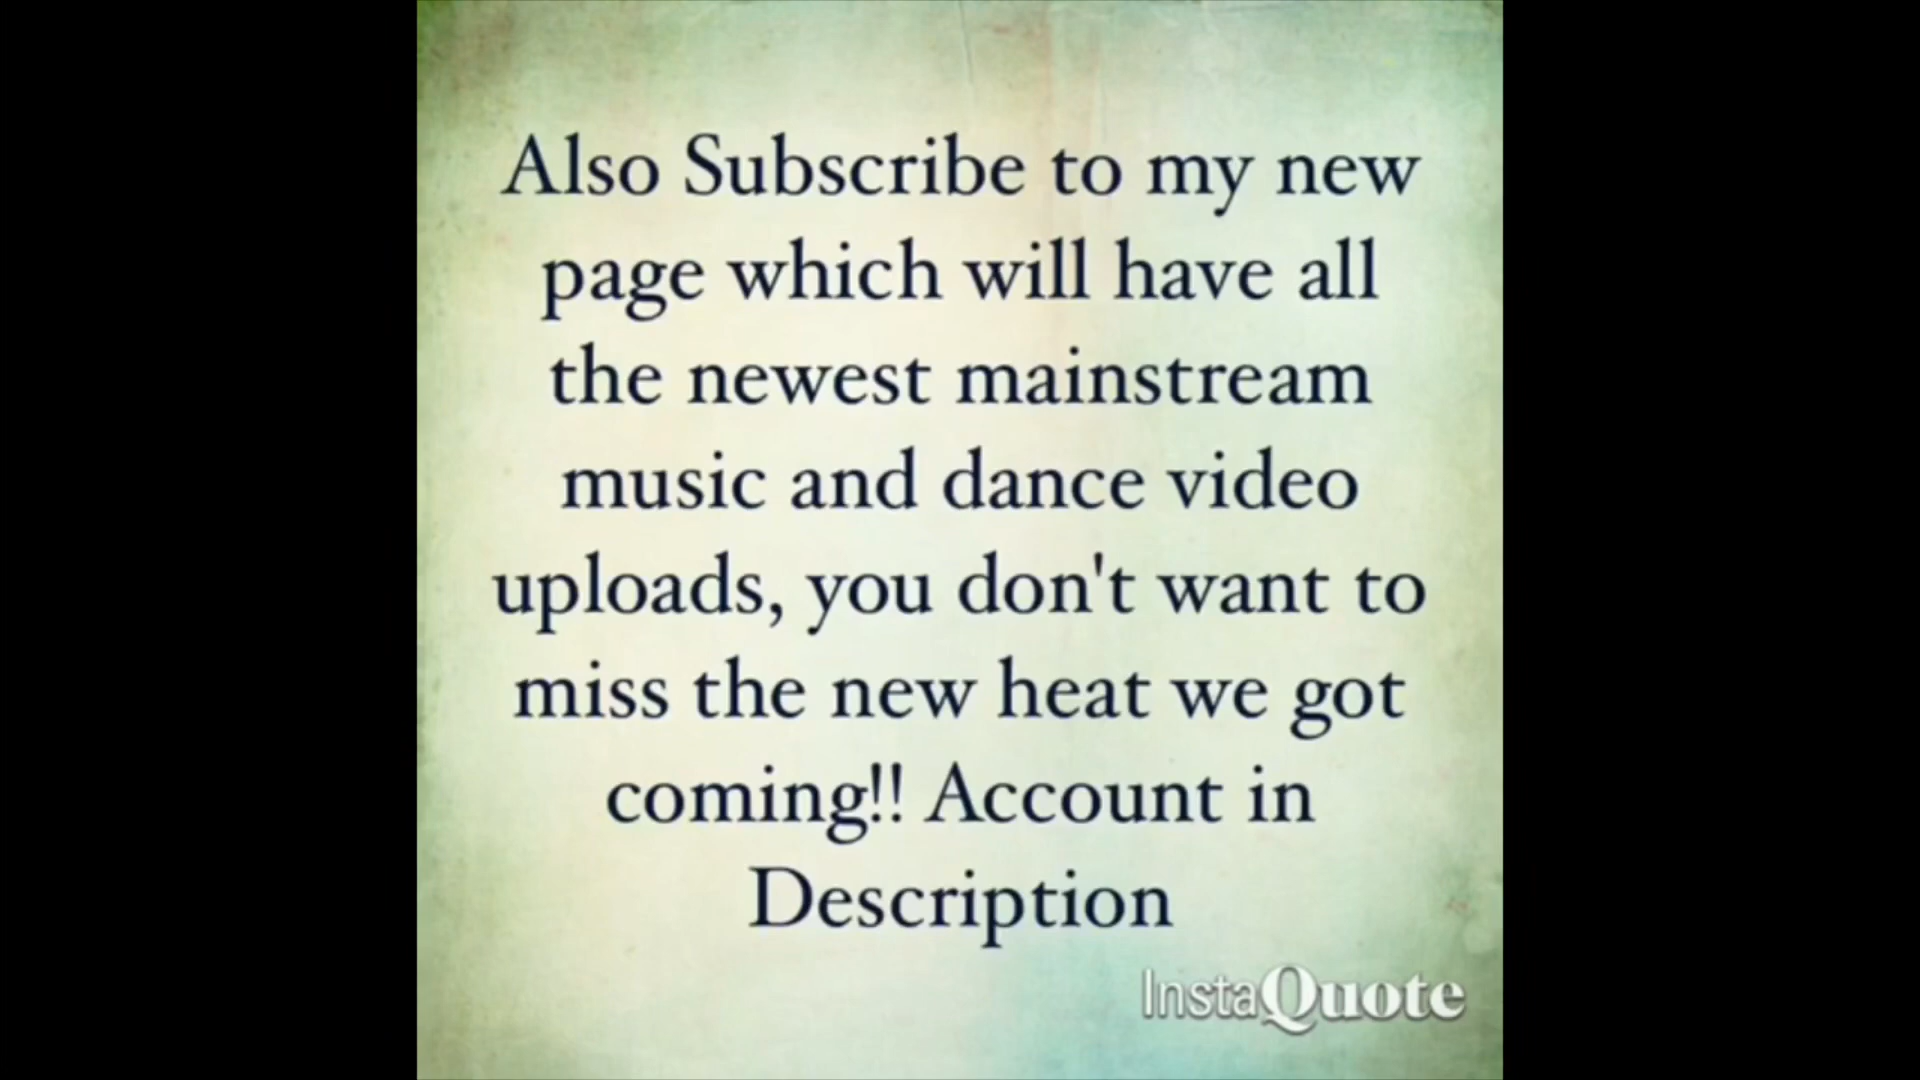 Also Subscribe to my new
page which will have all
the newest mainstream
music and dance video
uploads, you don't want to
miss the new heat we got
coming!! Account in
Description
InstaQuote